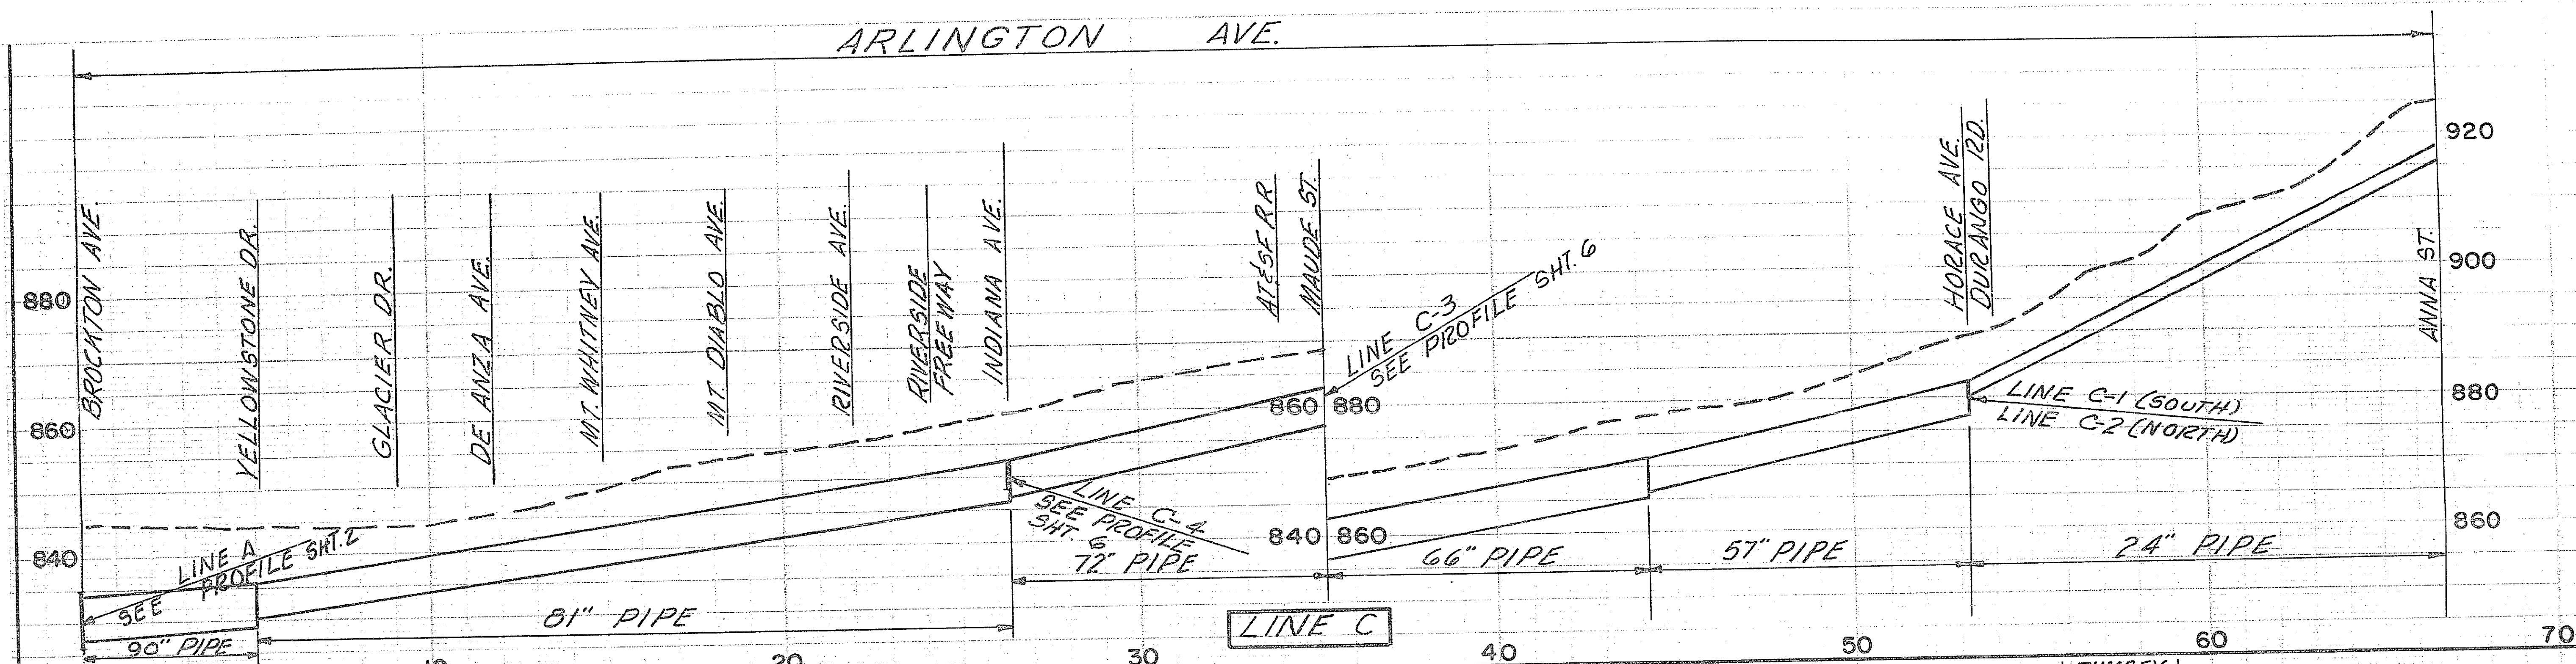 ARLINGTON AVE.
BROCKTON AVE.
YELLOWSTONE DR.
GLACIER DR.
DE ANZA AVE.
MT. WHITNEY AVE.
MT. DIABLO AVE.
RIVERSIDE AVE.
RIVERSIDE
FREEWAY
INDIANA AVE.
AT&SF RR
MAUDE ST.
HORACE AVE.
DURANGO RD.
ANNA ST.
880
860
840
LINE A
SEE PROFILE SHT. 2
LINE C-4
SEE PROFILE
SHT. 6
LINE C-3
SEE PROFILE SHT. 6
860 880
840 860
LINE C-1 (SOUTH)
LINE C-2 (NORTH)
920
900
880
860
90" PIPE
81" PIPE
72" PIPE
66" PIPE
57" PIPE
24" PIPE
LINE C
10
20
30
40
50
60
70